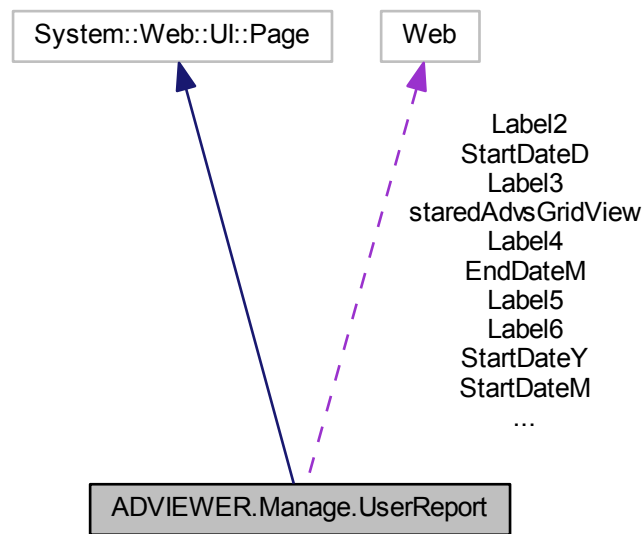 System::Web::UI::Page
Web
Label2
StartDateD
Label3
staredAdvsGridView
Label4
EndDateM
Label5
Label6
StartDateY
StartDateM
...
ADVIEWER.Manage.UserReport